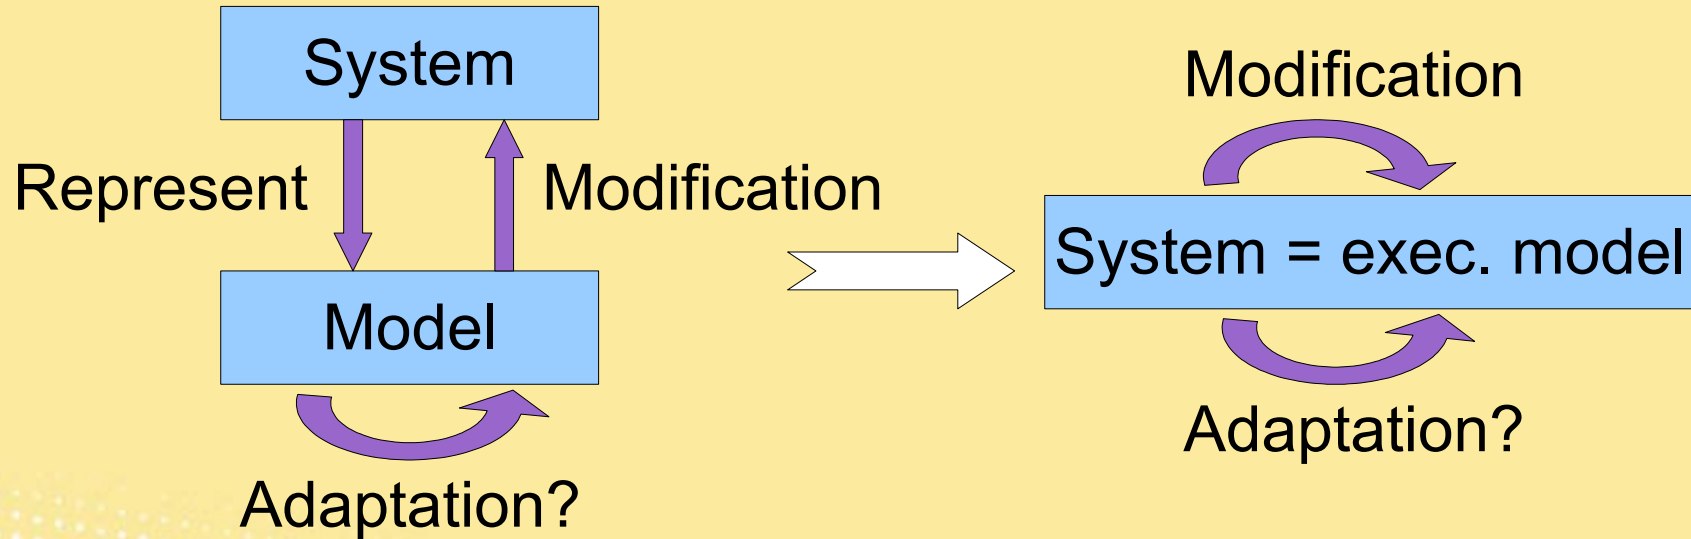 System
Represent
Modification
Model
Adaptation?
Modification
System = exec. model
Adaptation?